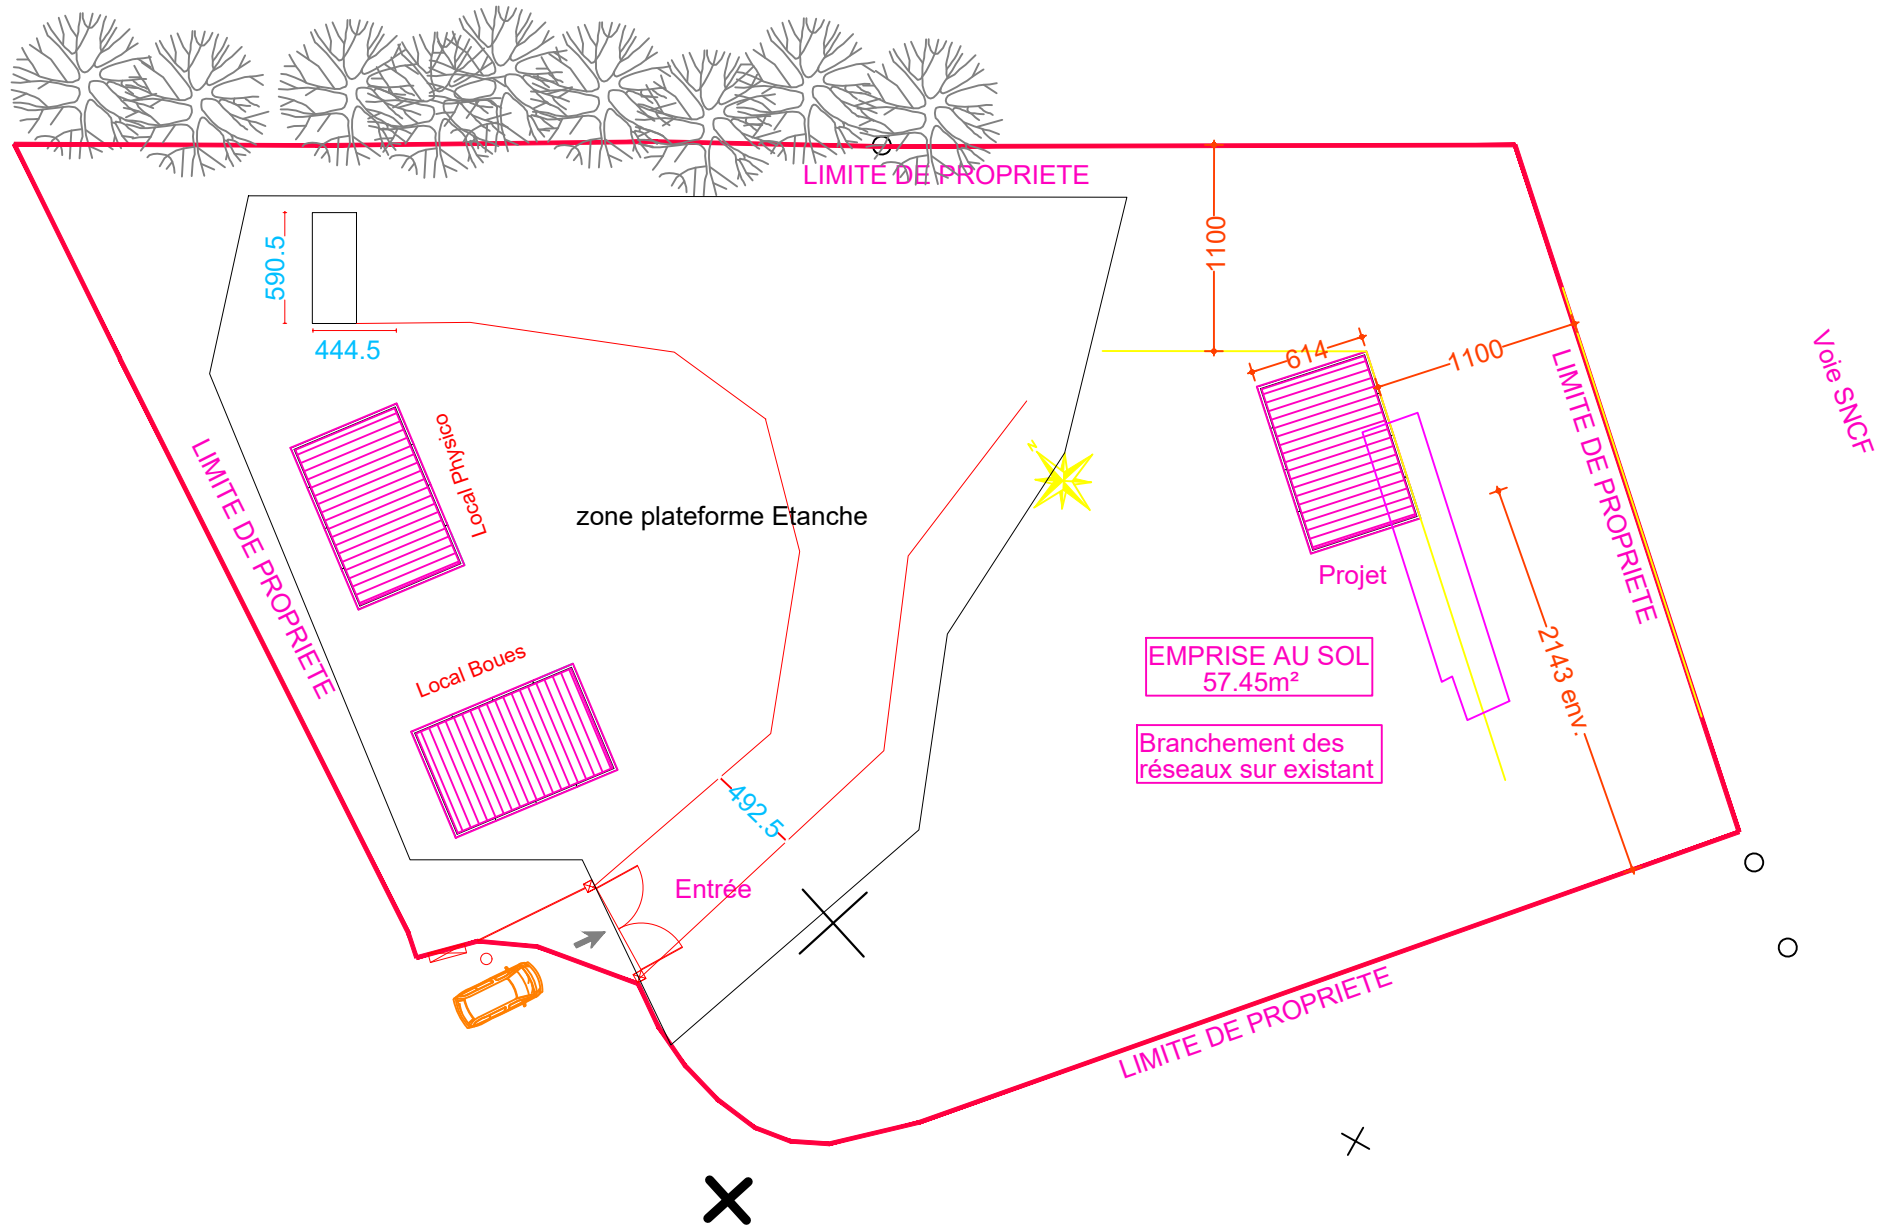 LIMITE DE PROPRIETE
590.5
444.5
1100
614
1100
LIMITE DE PROPRIETE
Voie SNCF
Local Physico
LIMITE DE PROPRIETE
zone plateforme Etanche
N
Projet
2143 env.
Local Boues
EMPRISE AU SOL
57.45m²
Branchement des
réseaux sur existant
492.5
Entrée
LIMITE DE PROPRIETE